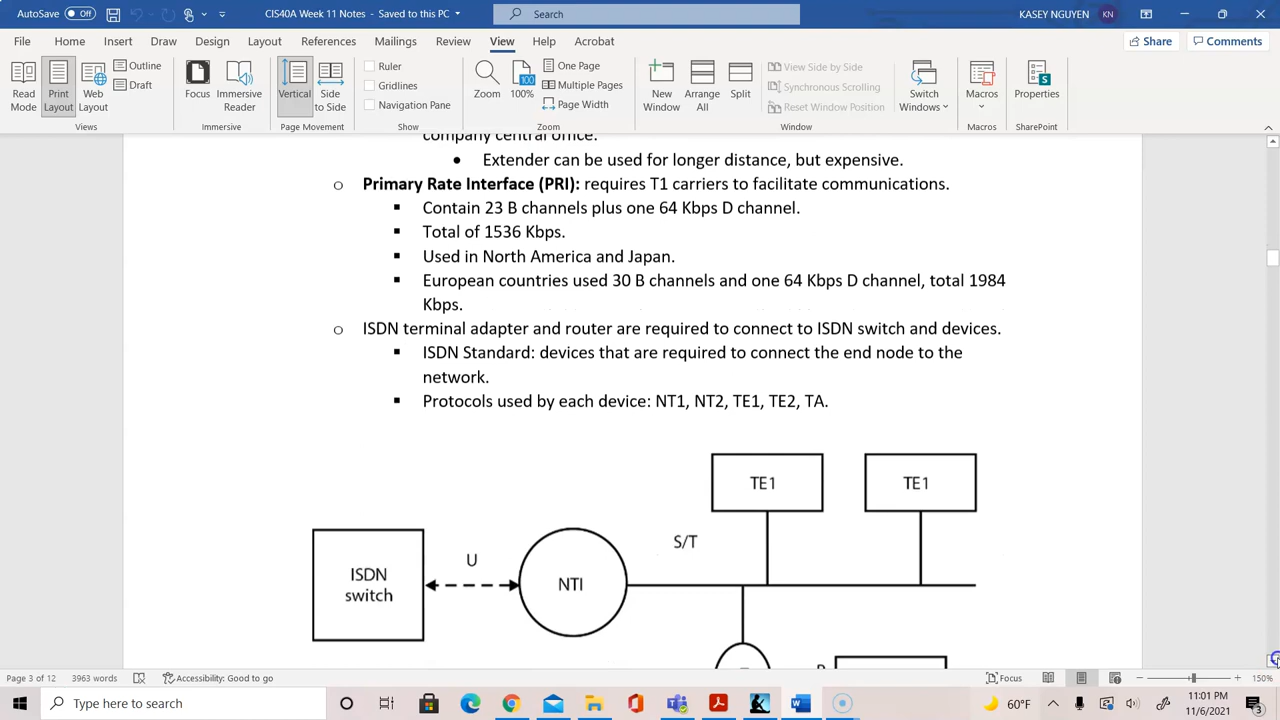 AutoSave Off CIS40A Switch Notes Search KASEY NGUYEN KN
File Home Insert Draw Design Layout References Mailings Review View Help Acrobat Share Comments
Read Mode
Print Layout
Web Layout
Outline
Draft
Views
Focus
Immersive Reader
Immersive
Vertical
Side to Side
Page Movement
Ruler
Gridlines
Navigation Pane
Show
Zoom
100
100%
One Page
Multiple Pages
Page Width
Zoom
New Window
Arrange All
Split
View Side by Side
Synchronous Scrolling
Reset Window Position
Switch Windows
Window
Macros
Macros
Properties
SharePoint
company central office.
• Extender can be used for longer distance, but expensive.
o Primary Rate Interface (PRI): requires T1 carriers to facilitate communications.
▪ Contain 23 B channels plus one 64 Kbps D channel.
▪ Total of 1536 Kbps.
▪ Used in North America and Japan.
▪ European countries used 30 B channels and one 64 Kbps D channel, total 1984
Kbps.
o ISDN terminal adapter and router are required to connect to ISDN switch and devices.
▪ ISDN Standard: devices that are required to connect the end node to the
network.
▪ Protocols used by each device: NT1, NT2, TE1, TE2, TA.
TE1 TE1
S/T
U
ISDN
switch
NTI
Page 3 of 12 3963 words Accessibility: Good to go Focus 150%
Type here to search 60°F 11:01 PM
11/6/2021
3